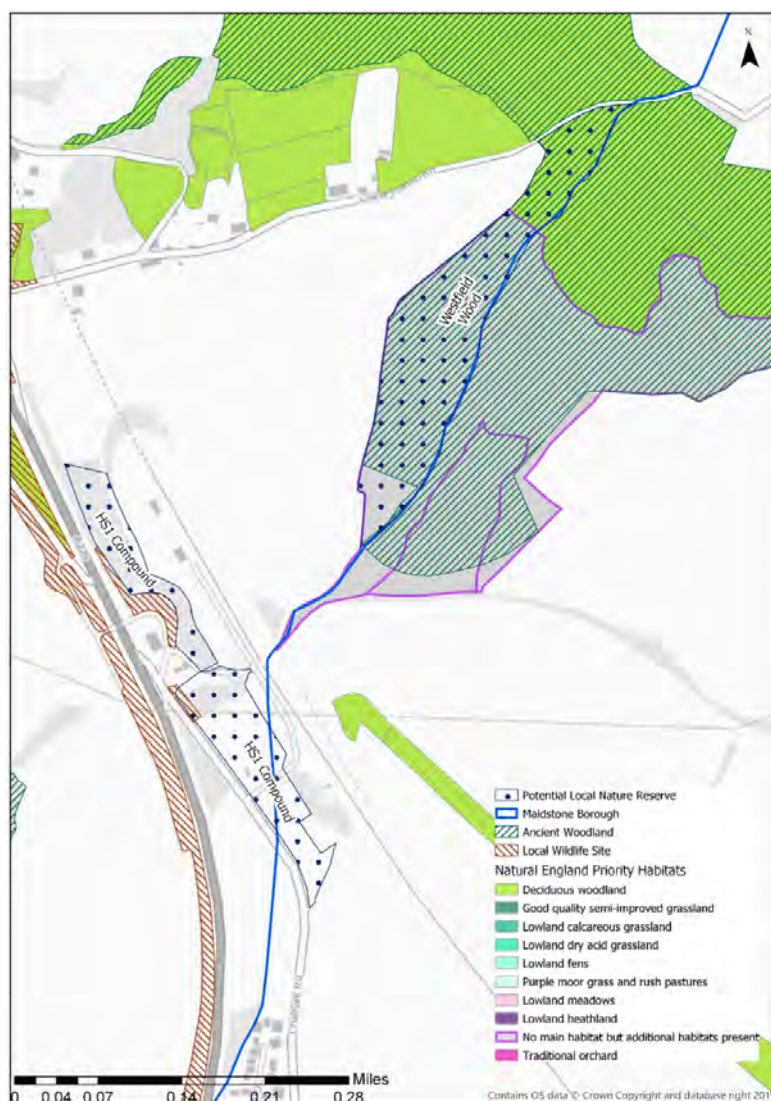 N
Westfield
Wood
HS1 Compound
HS1 Compound
Chatham Rd
Potential Local Nature Reserve
Maidstone Borough
Ancient Woodland
Local Wildlife Site
Natural England Priority Habitats
Deciduous woodland
Good quality semi-improved grassland
Lowland calcareous grassland
Lowland dry acid grassland
Lowland fens
Purple moor grass and rush pastures
Lowland meadows
Lowland heathland
No main habitat but additional habitats present
Traditional orchard
Miles
0 0.04 0.07 0.14 0.21 0.28
Contains OS data © Crown Copyright and database right